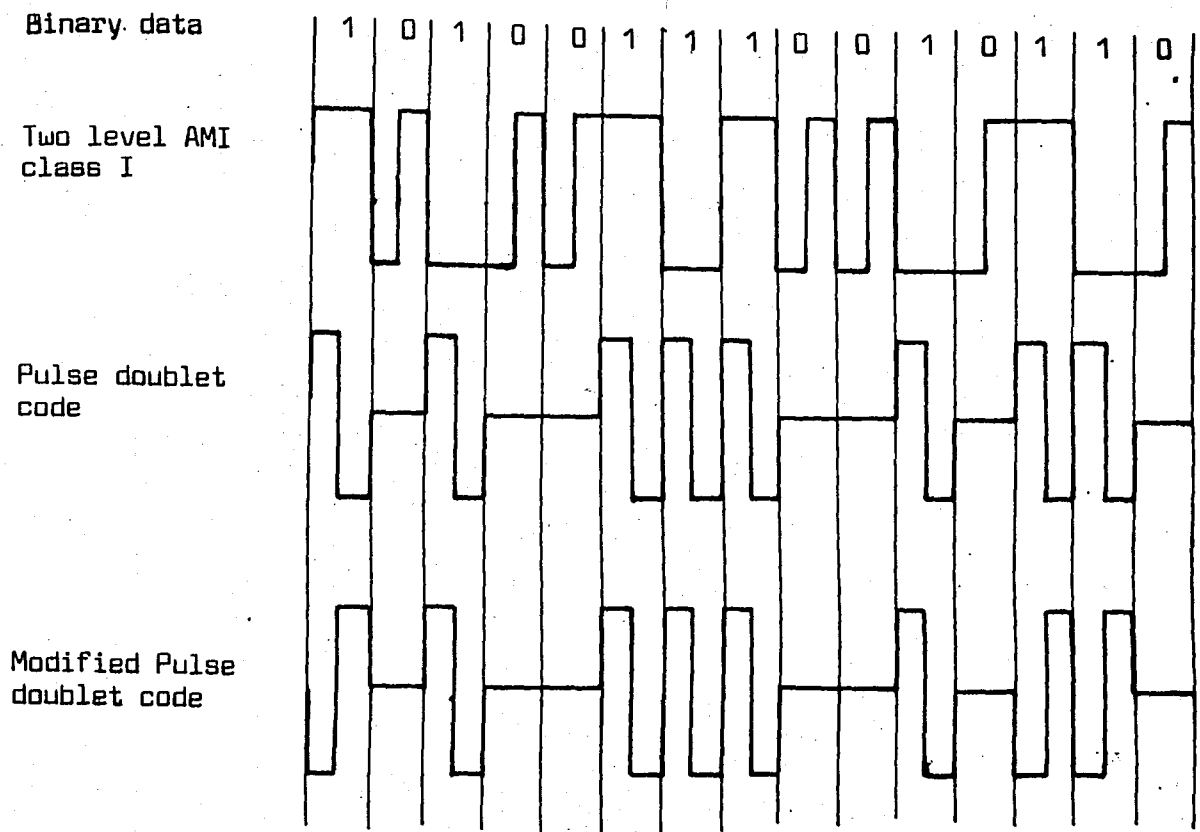 Binary data 1 0 1 0 0 1 1 1 0 0 1 0 1 1 0
Two level AMI
class I
Pulse doublet
code
Modified Pulse
doublet code